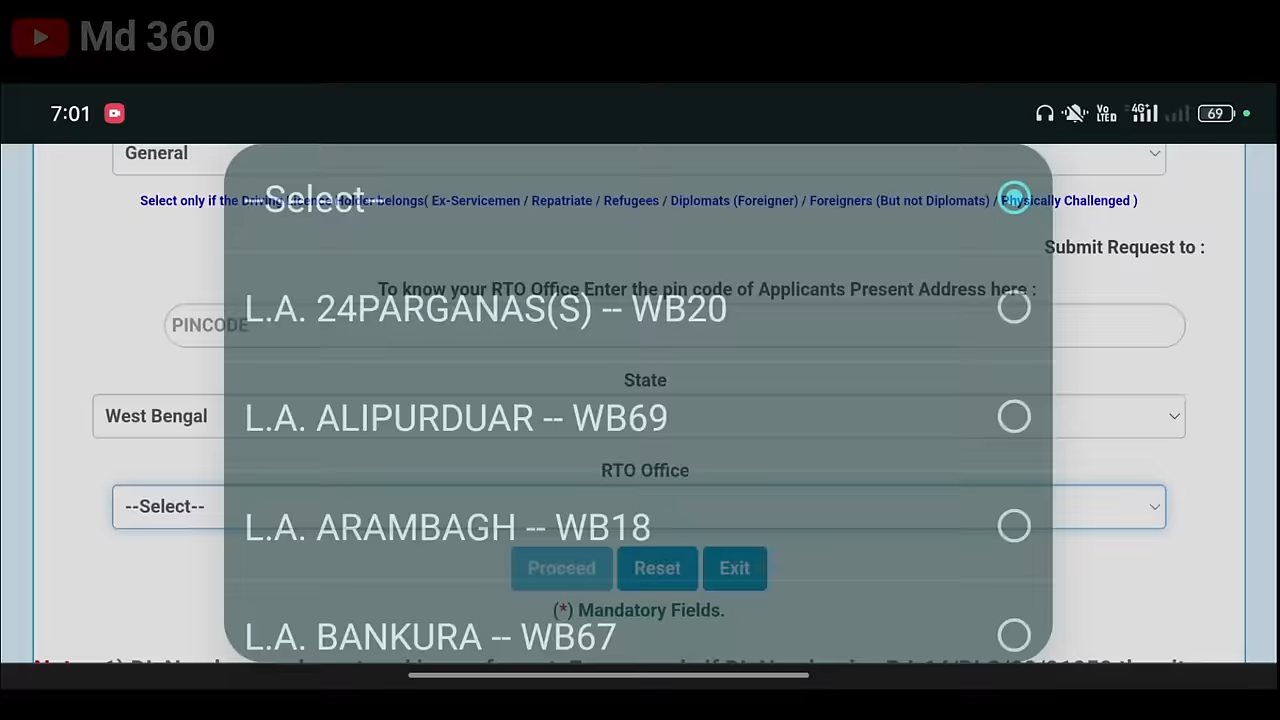 Md 360
7:01
Vo LTED 4G+ 69
General
Select only if the Driving Licence Holder belongs( Ex-Servicemen / Repatriate / Refugees / Diplomats (Foreigner) / Foreigners (But not Diplomats) / Physically Challenged )
--Select--
Submit Request to :
To know your RTO Office Enter the pin code of Applicants Present Address here :
L.A. 24PARGANAS(S) -- WB20
PINCODE
State
West Bengal
L.A. ALIPURDUAR -- WB69
RTO Office
--Select--
L.A. ARAMBAGH -- WB18
Proceed Reset Exit
(*) Mandatory Fields.
L.A. BANKURA -- WB67